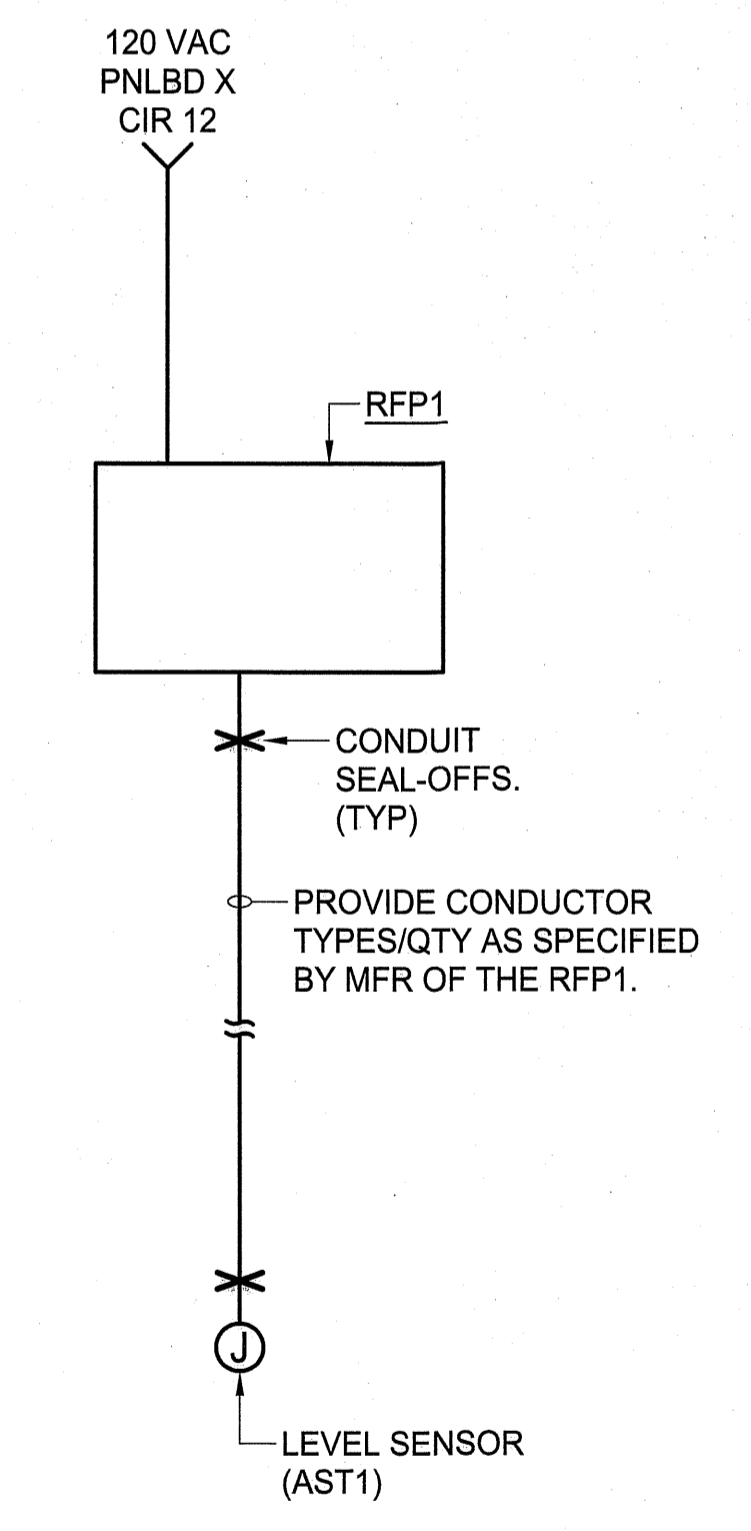 120 VAC
PNLBD X
CIR 12
RFP1
CONDUIT
SEAL-OFFS.
(TYP)
PROVIDE CONDUCTOR
TYPES/QTY AS SPECIFIED
BY MFR OF THE RFP1.
J
LEVEL SENSOR
(AST1)